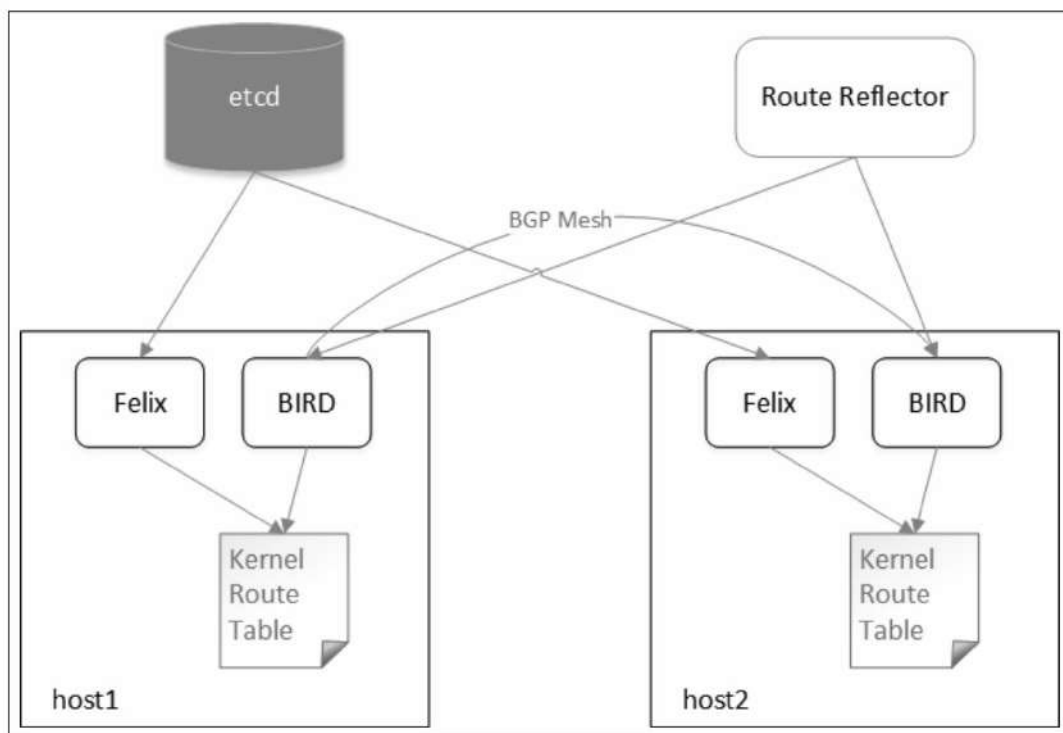 etcd
Route Reflector
BGP Mesh
Felix
BIRD
Felix
BIRD
Kernel
Route
Table
Kernel
Route
Table
host1
host2